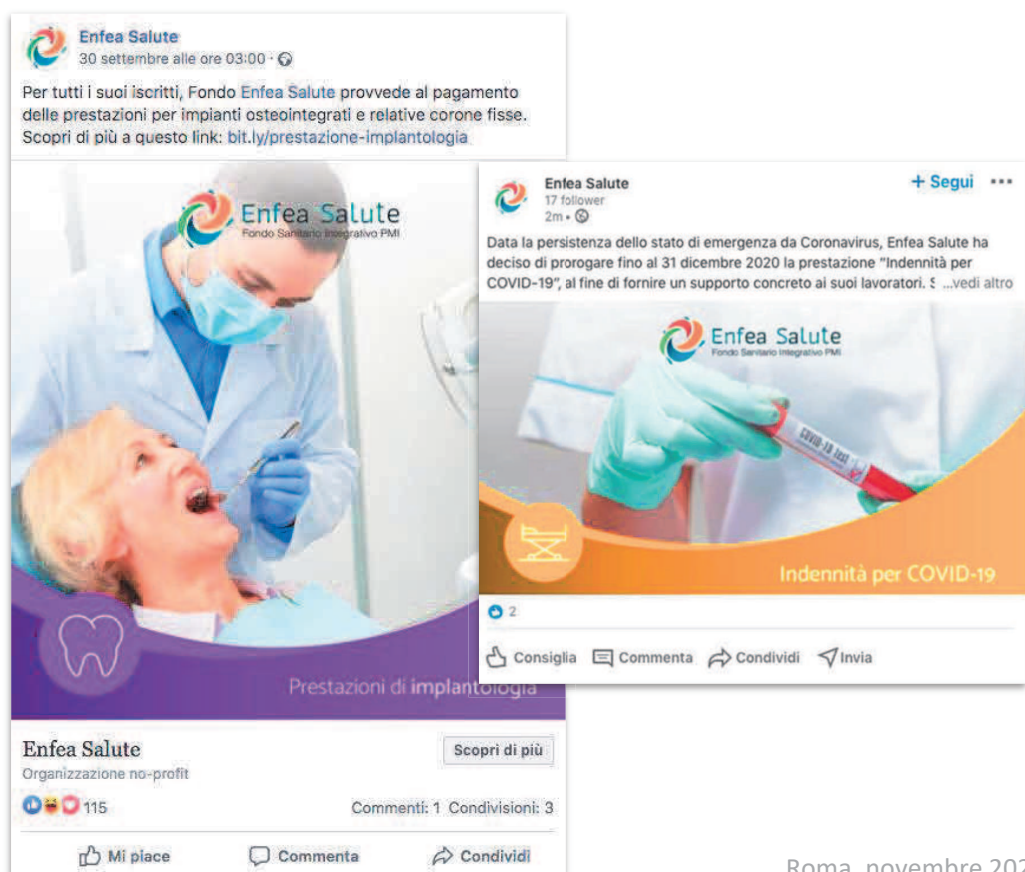 Enfea Salute
30 settembre alle ore 03:00 ·
Per tutti i suoi iscritti, Fondo Enfea Salute provvede al pagamento
delle prestazioni per impianti osteointegrati e relative corone fisse.
Scopri di più a questo link: bit.ly/prestazione-implantologia
Enfea Salute
Fondo Sanitario Integrativo PMI
Prestazioni di implantologia
Enfea Salute
Organizzazione no-profit
Scopri di più
115
Commenti: 1 Condivisioni: 3
Mi piace Commenta Condividi
Enfea Salute
17 follower
2m •
+ Segui
Data la persistenza dello stato di emergenza da Coronavirus, Enfea Salute ha
deciso di prorogare fino al 31 dicembre 2020 la prestazione "Indennità per
COVID-19", al fine di fornire un supporto concreto ai suoi lavoratori. S ...vedi altro
Enfea Salute
Fondo Sanitario Integrativo PMI
COVID-19 Test
Indennità per COVID-19
2
Consiglia Commenta Condividi Invia
Roma, novembre 202